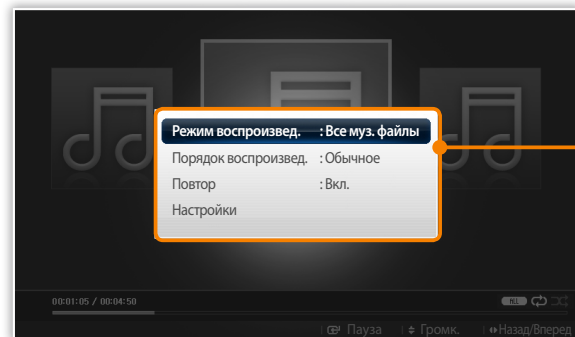 Режим воспроизвед. : Все муз. файлы
Порядок воспроизвед. : Обычное
Повтор : Вкл.
Настройки
00:01:05 / 00:04:50
ALL
Пауза Громк. Назад/Вперед